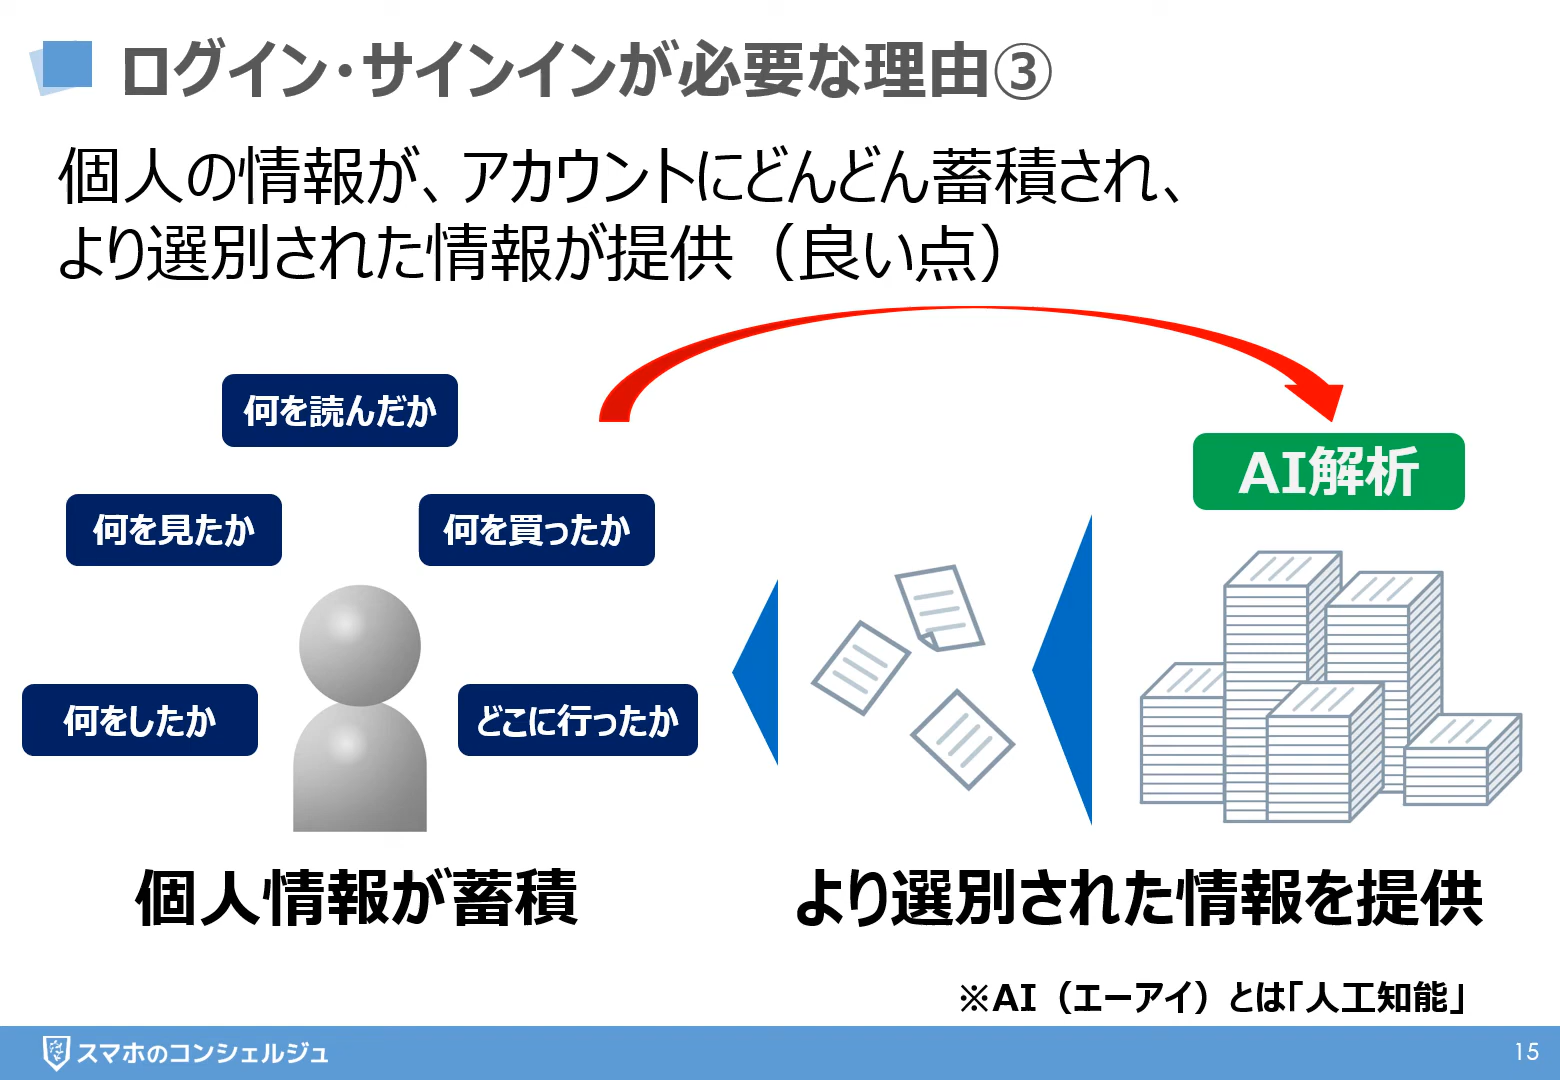 ログイン・サインインが必要な理由③
個人の情報が、アカウントにどんどん蓄積され、
より選別された情報が提供（良い点）
何を読んだか
何を見たか
何を買ったか
何をしたか
どこに行ったか
AI解析
個人情報が蓄積
より選別された情報を提供
※AI（エーアイ）とは「人工知能」
スマホのコンシェルジュ
15